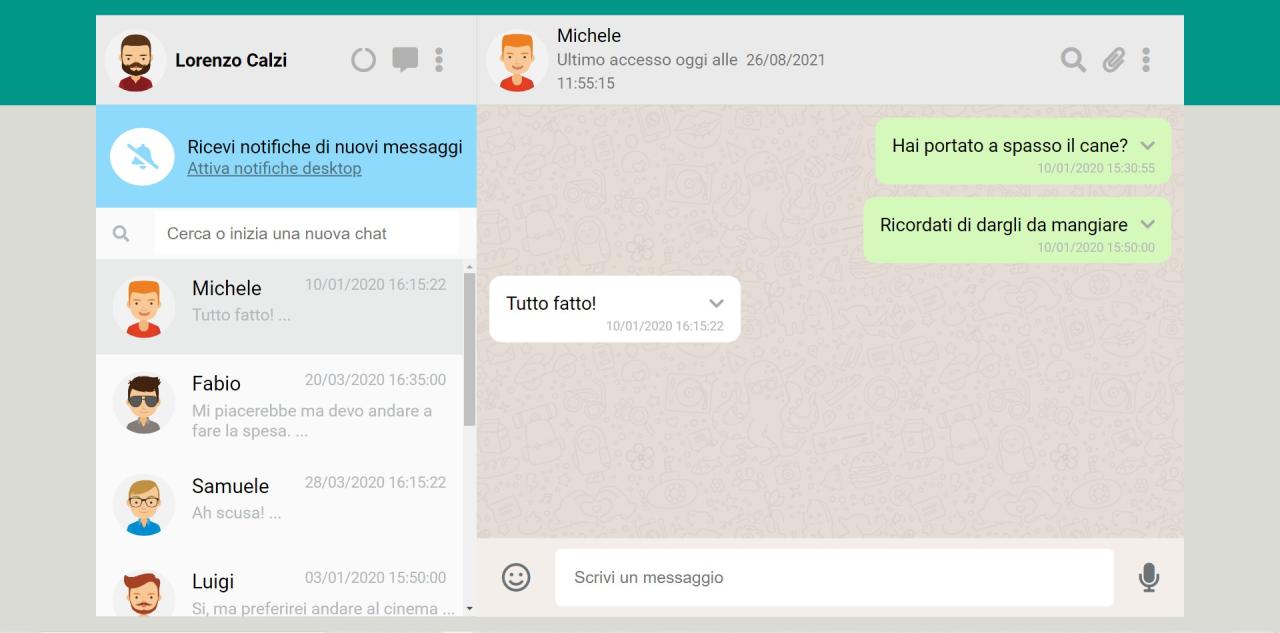 Lorenzo Calzi
Ricevi notifiche di nuovi messaggi
Attiva notifiche desktop
Cerca o inizia una nuova chat
Michele
10/01/2020 16:15:22
Tutto fatto! ...
Fabio
20/03/2020 16:35:00
Mi piacerebbe ma devo andare a
fare la spesa. ...
Samuele
28/03/2020 16:15:22
Ah scusa! ...
Luigi
03/01/2020 15:50:00
Si, ma preferirei andare al cinema ...
Michele
Ultimo accesso oggi alle 26/08/2021
11:55:15
Hai portato a spasso il cane?
10/01/2020 15:30:55
Ricordati di dargli da mangiare
10/01/2020 15:50:00
Tutto fatto!
10/01/2020 16:15:22
Scrivi un messaggio